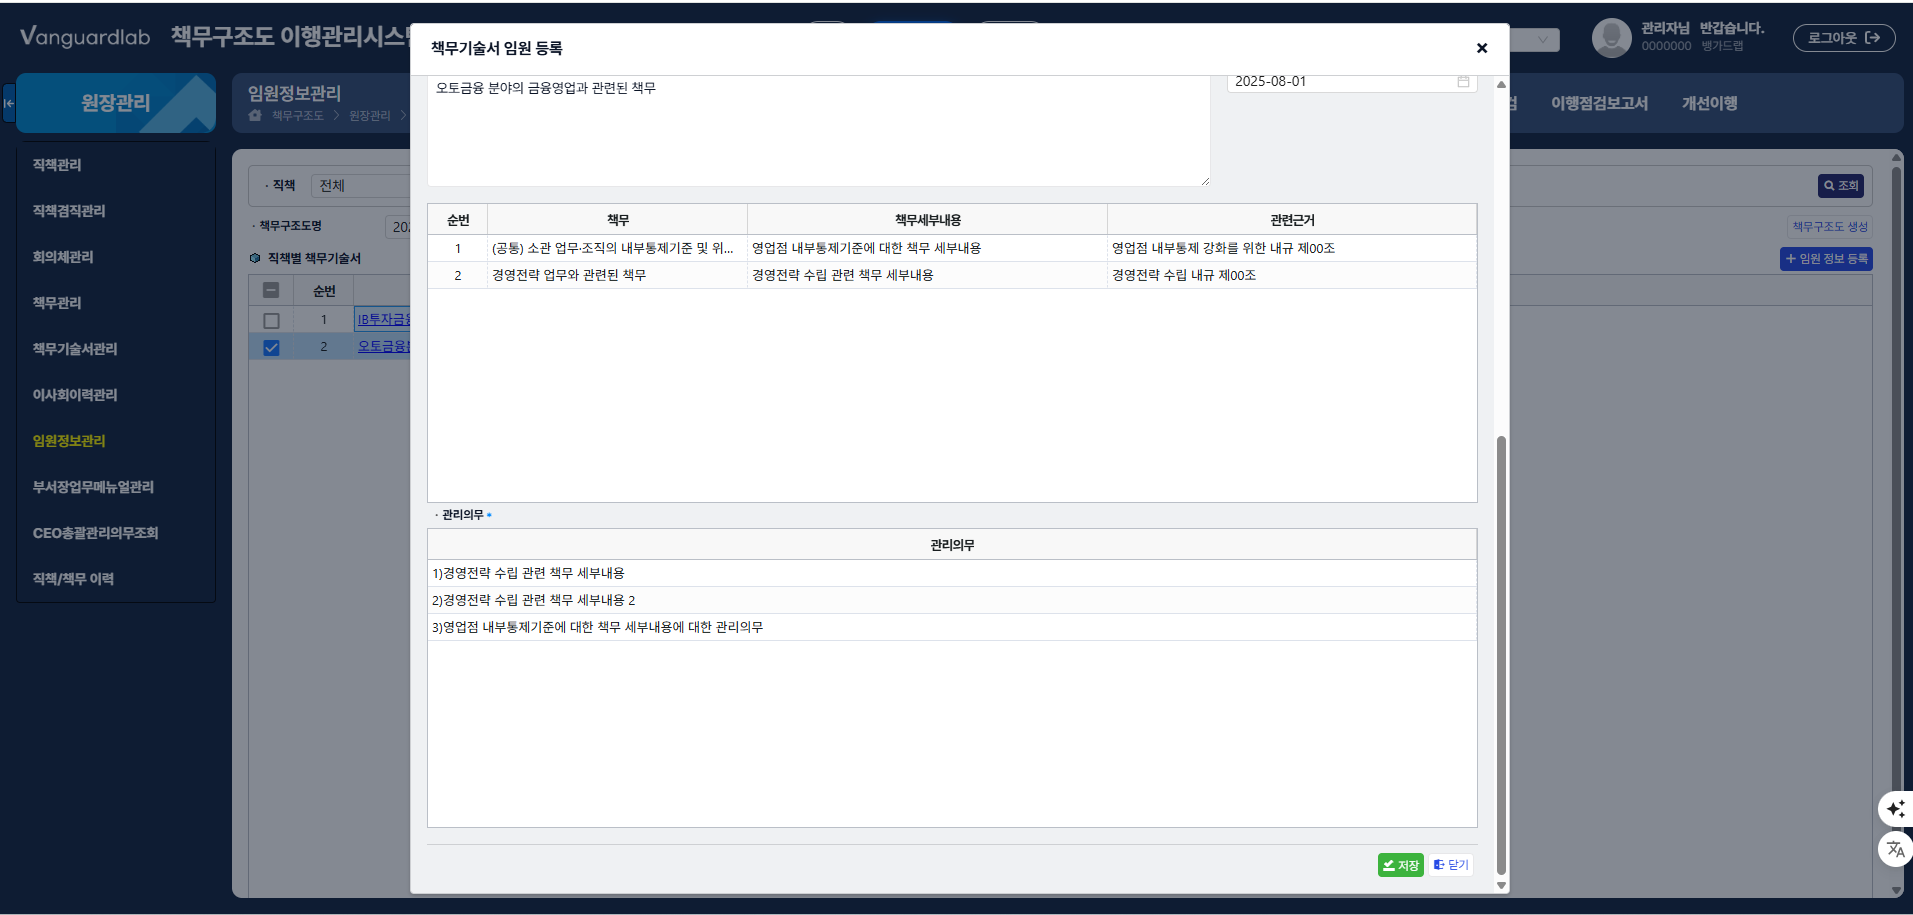 Vanguardlab 책무구조도 이행관리시스템
관리자님 반갑습니다.
0000000 뱅가드랩
로그아웃
원장관리
임원정보관리
책무구조도 > 원장관리 >
이행점검보고서 개선이행
직책관리
직책겸직관리
회의체관리
책무관리
책무기술서관리
이사회이력관리
임원정보관리
부서장업무메뉴얼관리
CEO총괄관리의무조회
직책/책무 이력
· 직책 전체
조회
· 책무구조도명
책무구조도 생성
직책별 책무기술서
+ 임원 정보 등록
순번
1 IB투자금융
2 오토금융
책무기술서 임원 등록
오토금융 분야의 금융영업과 관련된 책무
2025-08-01
순번 책무 책무세부내용 관련근거
1 (공통) 소관 업무·조직의 내부통제기준 및 위... 영업점 내부통제기준에 대한 책무 세부내용 영업점 내부통제 강화를 위한 내규 제00조
2 경영전략 업무와 관련된 책무 경영전략 수립 관련 책무 세부내용 경영전략 수립 내규 제00조
· 관리의무
관리의무
1)경영전략 수립 관련 책무 세부내용
2)경영전략 수립 관련 책무 세부내용 2
3)영업점 내부통제기준에 대한 책무 세부내용에 대한 관리의무
저장 닫기